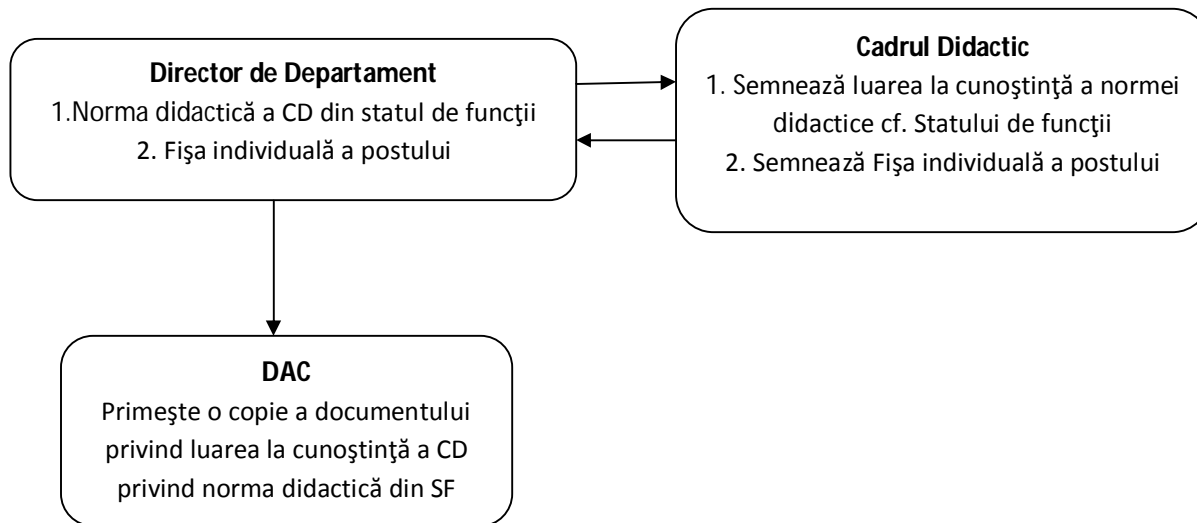 Director de Departament
1.Norma didactică a CD din statul de funcţii
2. Fişa individuală a postului
Cadrul Didactic
1. Semnează luarea la cunoştinţă a normei
didactice cf. Statului de funcţii
2. Semnează Fişa individuală a postului
DAC
Primeşte o copie a documentului
privind luarea la cunoştinţă a CD
privind norma didactică din SF